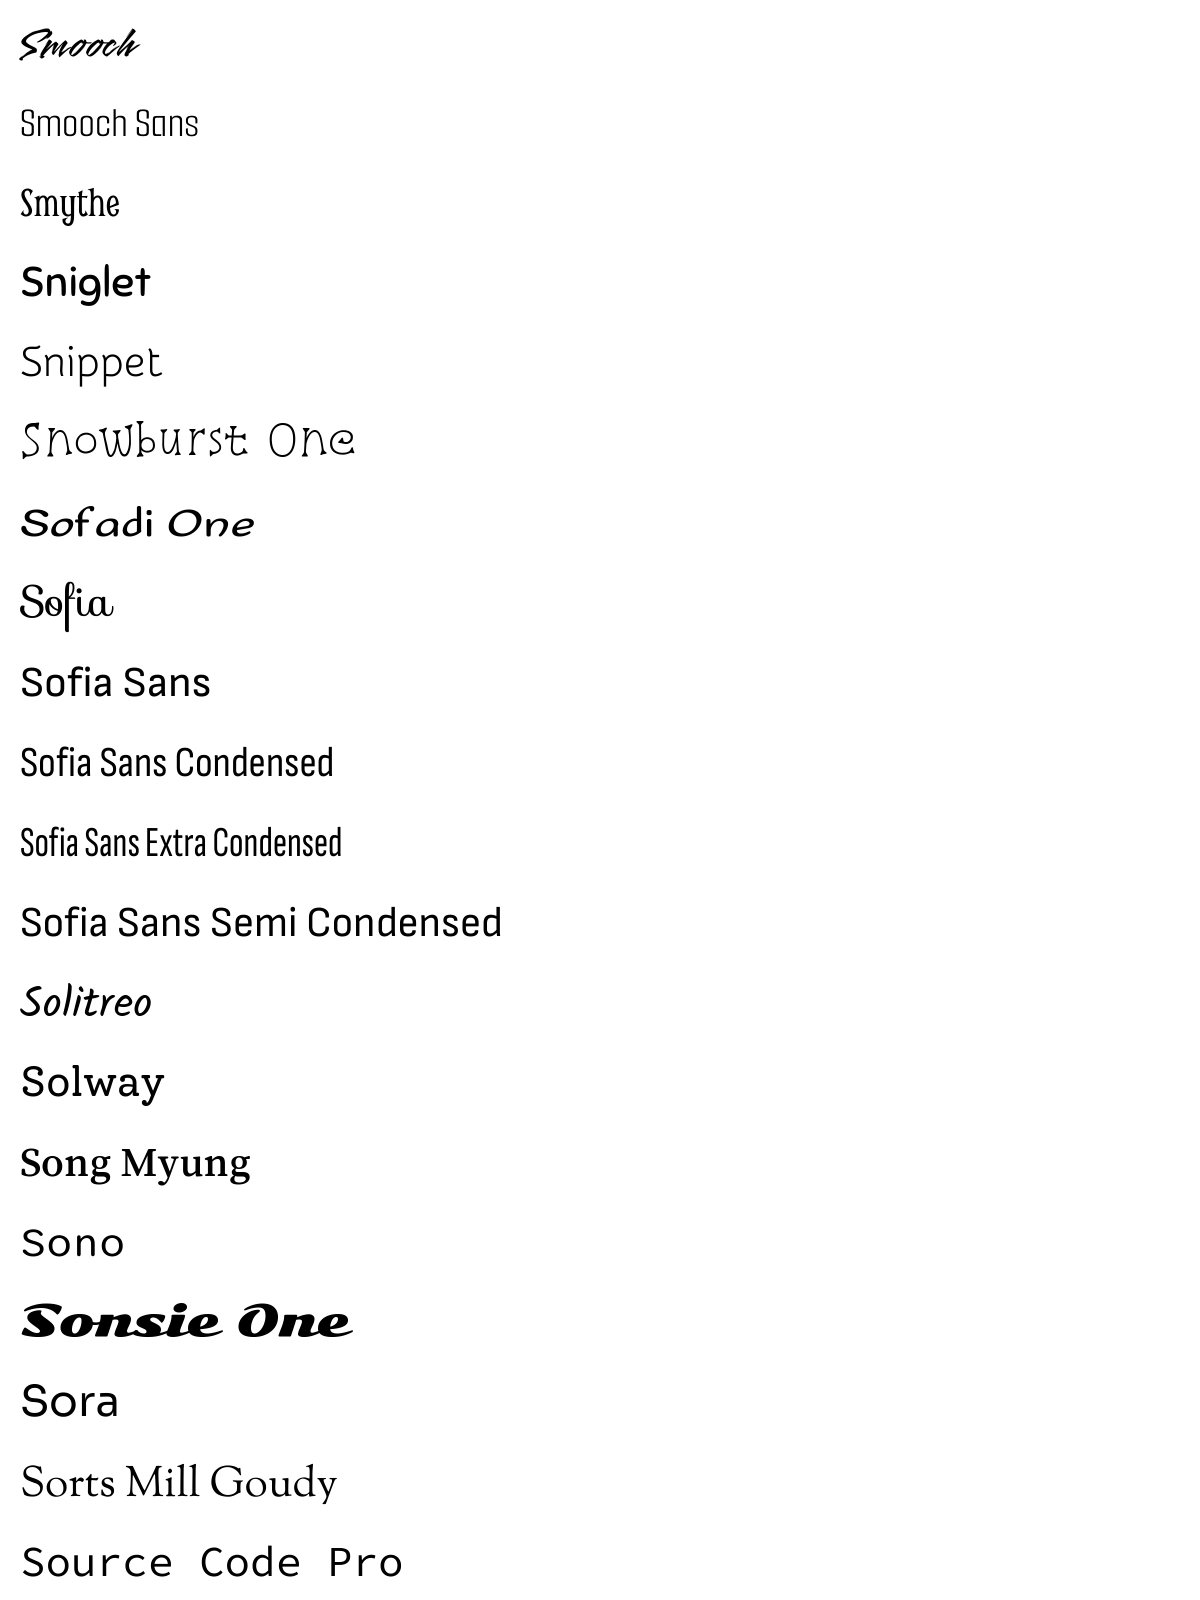 Smooch
Smooch Sans
Smythe
Sniglet
Snippet
Snowburst One
Sofadi One
Sofia
Sofia Sans
Sofia Sans Condensed
Sofia Sans Extra Condensed
Sofia Sans Semi Condensed
Solitreo
Solway
Song Myung
Sono
Sonsie One
Sora
Sorts Mill Goudy
Source Code Pro